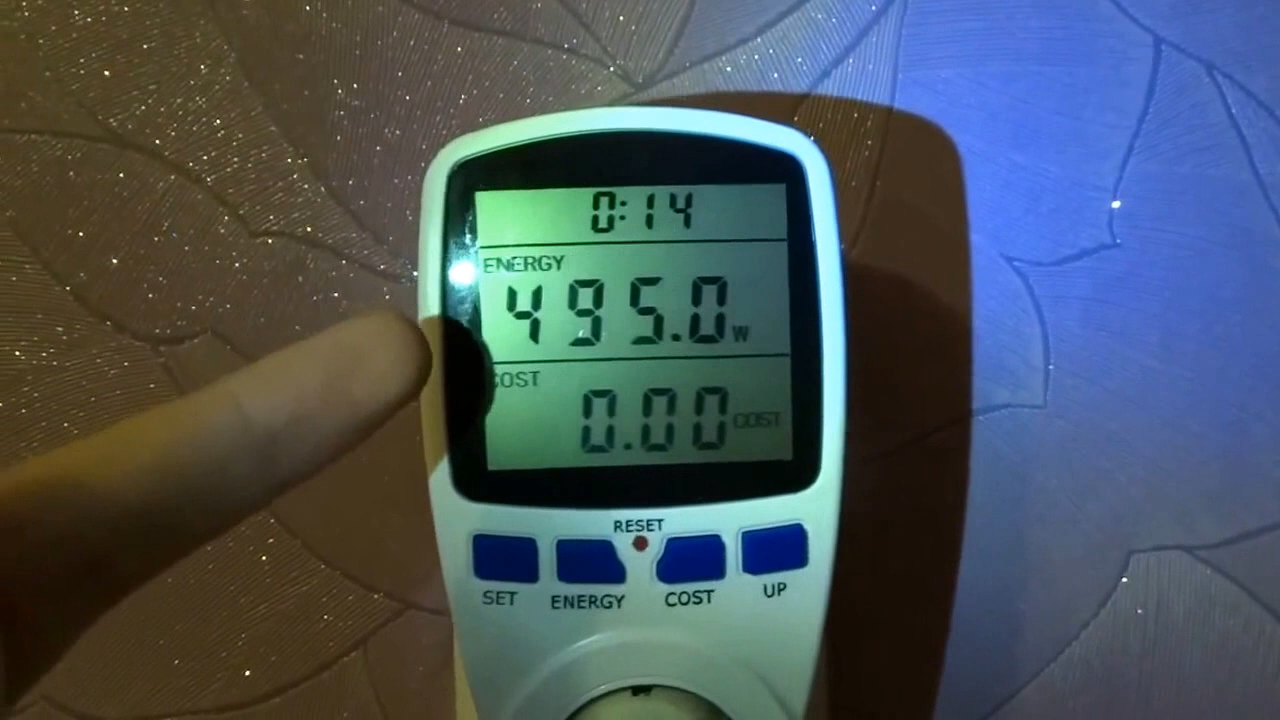 0:14
ENERGY
495.0 W
COST
0.00 COST
RESET
SET ENERGY COST UP